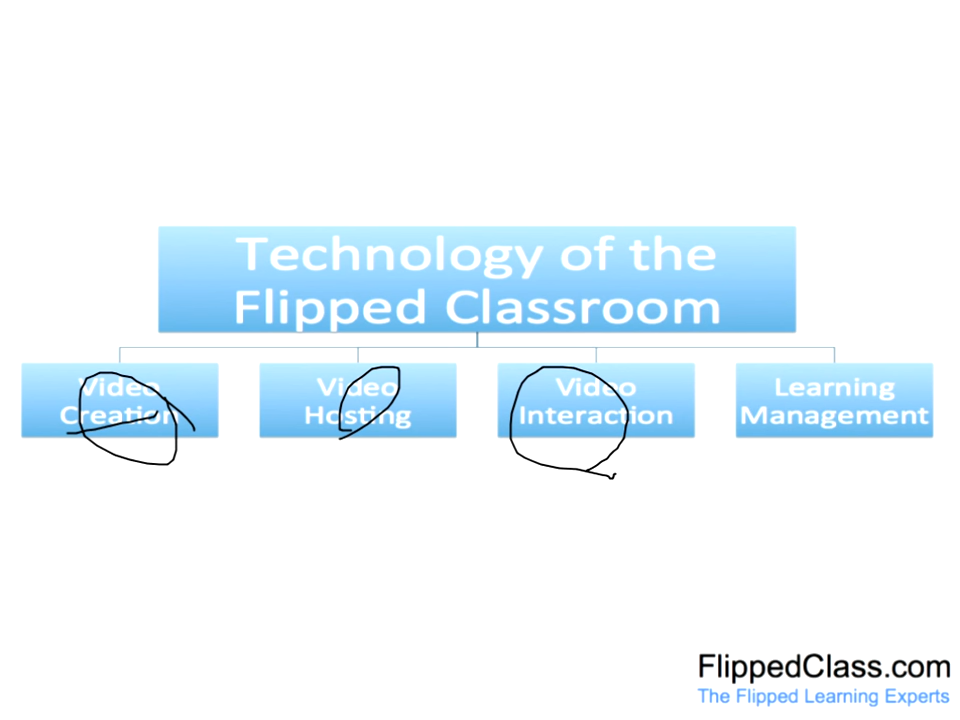 Technology of the
Flipped Classroom
Video
Creation
Video
Hosting
Video
Interaction
Learning
Management
FlippedClass.com
The Flipped Learning Experts